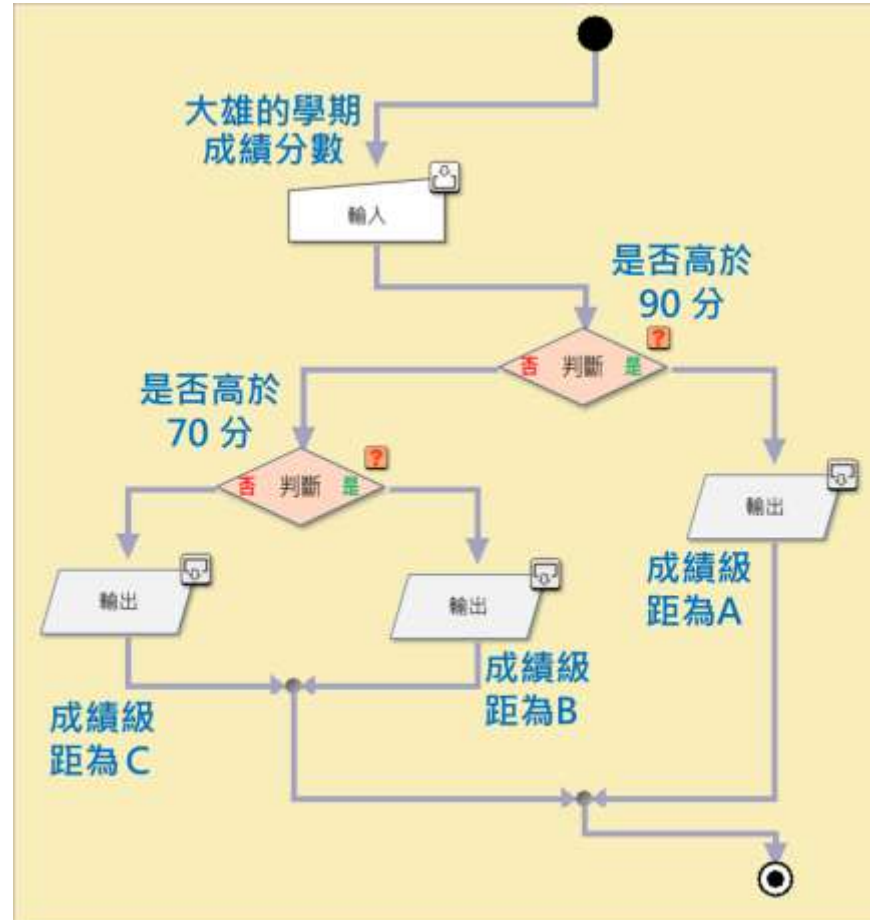 大雄的學期
成績分數
輸入
是否高於
90 分
?
否 判斷 是
是否高於
70 分
?
否 判斷 是
輸出
成績級
距為A
輸出
輸出
成績級
距為B
成績級
距為C